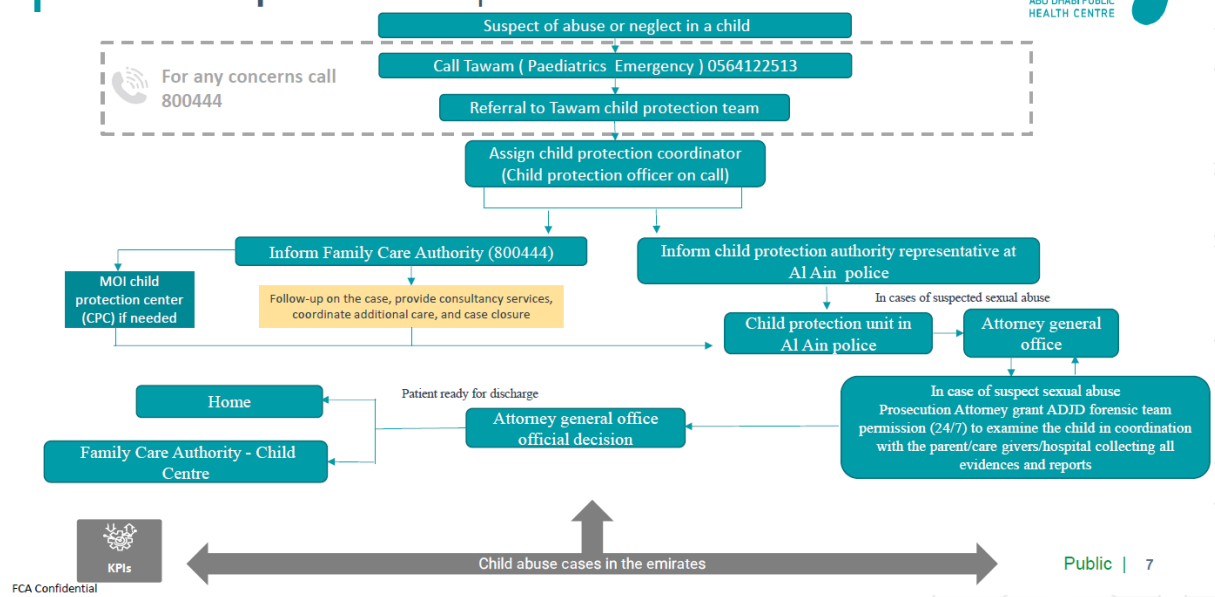 ABU DHABI PUBLIC
HEALTH CENTRE
Suspect of abuse or neglect in a child
For any concerns call
800444
Call Tawam ( Paediatrics Emergency ) 0564122513
Referral to Tawam child protection team
Assign child protection coordinator
(Child protection officer on call)
Inform Family Care Authority (800444)
Inform child protection authority representative at
Al Ain police
MOI child
protection center
(CPC) if needed
Follow-up on the case, provide consultancy services,
coordinate additional care, and case closure
In cases of suspected sexual abuse
Child protection unit in
Al Ain police
Attorney general
office
In case of suspect sexual abuse
Prosecution Attorney grant ADJD forensic team
permission (24/7) to examine the child in coordination
with the parent/care givers/hospital collecting all
evidences and reports
Patient ready for discharge
Attorney general office
official decision
Home
Family Care Authority - Child
Centre
KPIs
Child abuse cases in the emirates
Public | 7
FCA Confidential